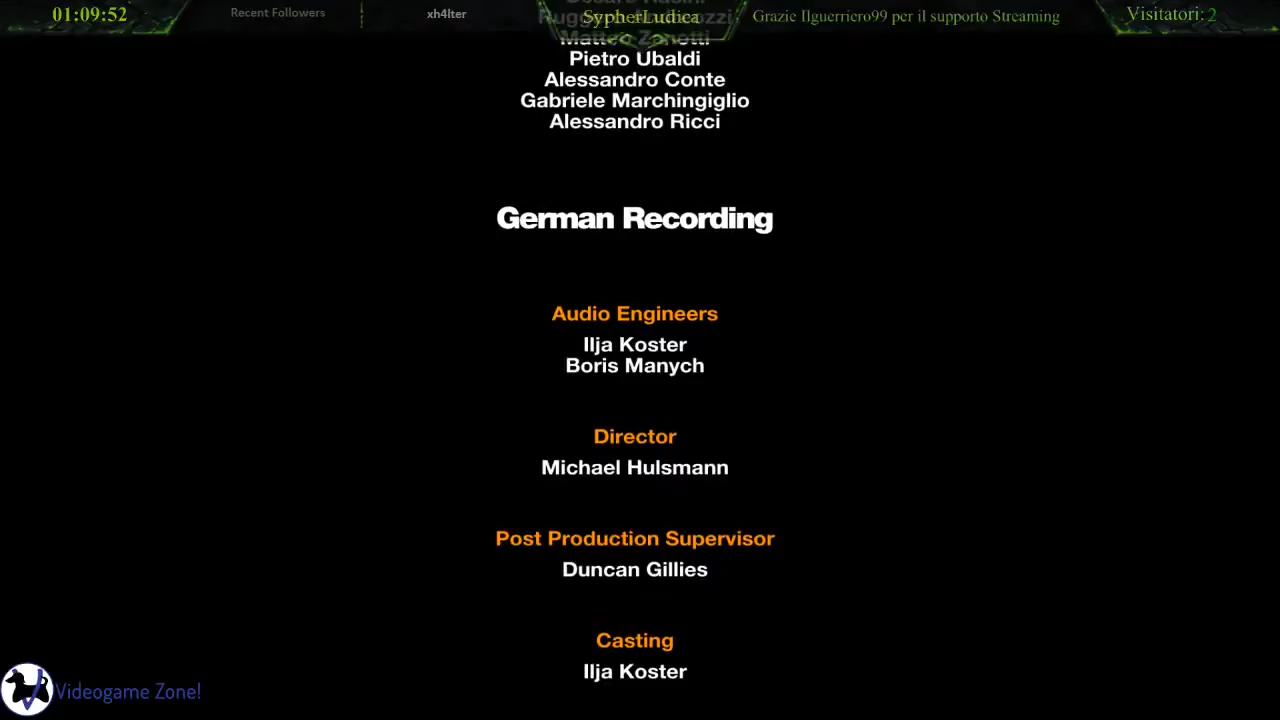 01:09:52
Recent Followers
xh4lter
SypherLudica
Grazie Ilguerriero99 per il supporto Streaming
Visitatori: 2
Matteo Zanotti
Pietro Ubaldi
Alessandro Conte
Gabriele Marchingiglio
Alessandro Ricci
German Recording
Audio Engineers
Ilja Koster
Boris Manych
Director
Michael Hulsmann
Post Production Supervisor
Duncan Gillies
Casting
Ilja Koster
Videogame Zone!